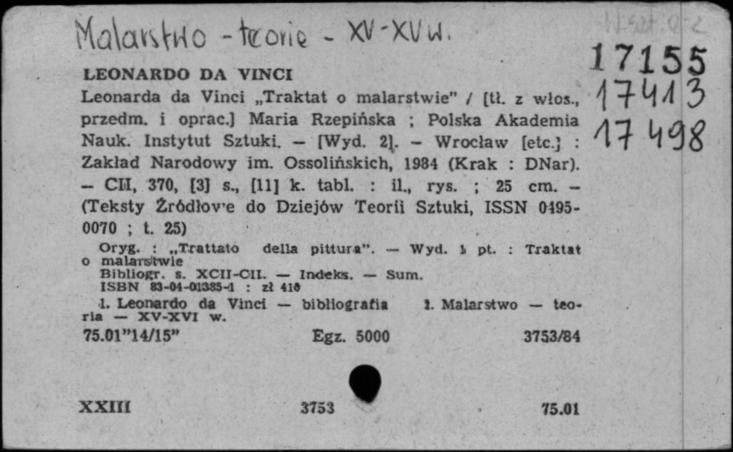 Malarstwo - teorie - XV-XVI w.
17155
LEONARDO DA VINCI
Leonarda da Vinci „Traktat o malarstwie" / [tł. z włos.,
17413
przedm. i oprac.] Maria Rzepińska ; Polska Akademia
Nauk. Instytut Sztuki. — [Wyd. 2]. — Wrocław [etc.] :
17498
Zakład Narodowy im. Ossolińskich, 1984 (Krak : DNar).
— CII, 370, [3] s., [11] k. tabl. : il., rys. ; 25 cm. —
(Teksty Źródłowe do Dziejów Teorii Sztuki, ISSN 0495-
0070 ; t. 25)
Oryg. : „Trattato della pittura". — Wyd. 1 pt. : Traktat
o malarstwie
Bibliogr. s. XCII-CII. — Indeks. — Sum.
ISBN 83-04-01385-1 : zł 410
1. Leonardo da Vinci — bibliografia 2. Malarstwo — teo-
ria — XV-XVI w.
75.01"14/15" Egz. 5000 3753/84
XXIII 3753 75.01